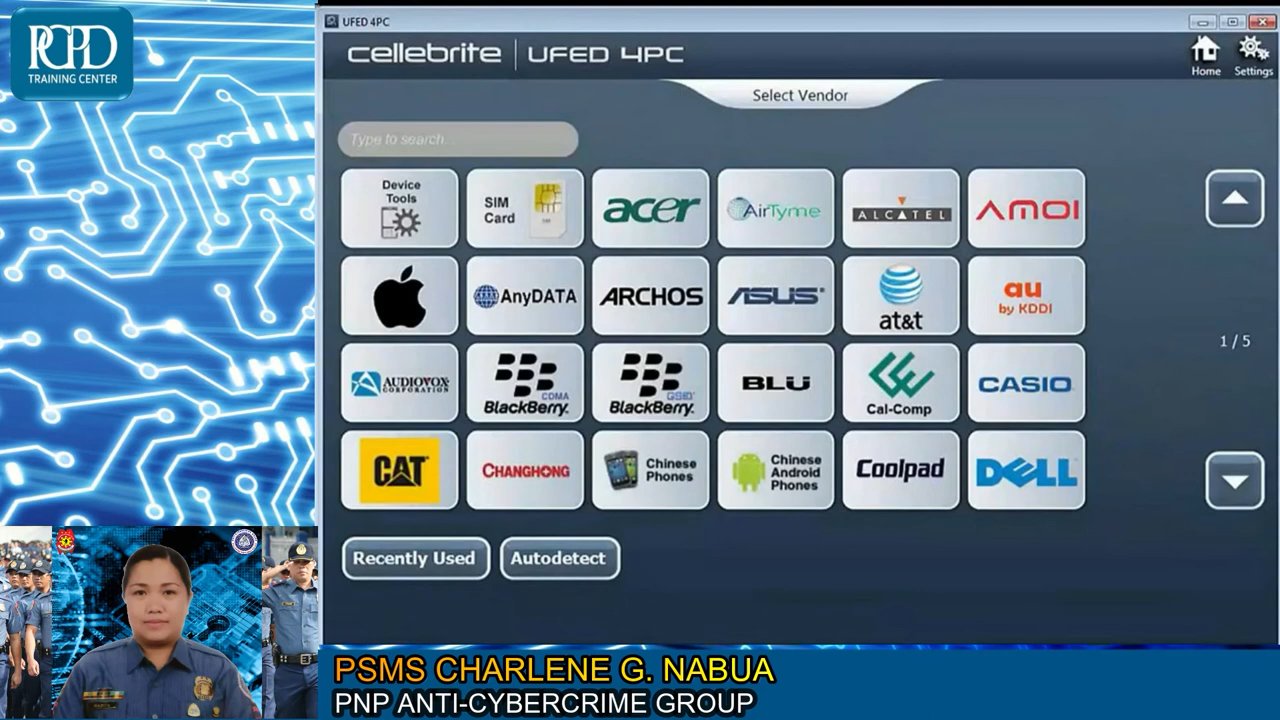 PCPD
TRAINING CENTER
UFED 4PC
cellebrite | UFED 4PC
Home
Settings
Select Vendor
Type to search...
Device
Tools
SIM
Card
acer
AirTyme
ALCATEL
AMOI
AnyDATA
ARCHOS
ASUS
at&t
au
by KDDI
1 / 5
AUDIOVOX
CORPORATION
CDMA
BlackBerry
GSM
BlackBerry
BLU
Cal-Comp
CASIO
CAT
CHANGHONG
Chinese
Phones
Chinese
Android
Phones
Coolpad
DELL
Recently Used
Autodetect
PSMS CHARLENE G. NABUA
PNP ANTI-CYBERCRIME GROUP